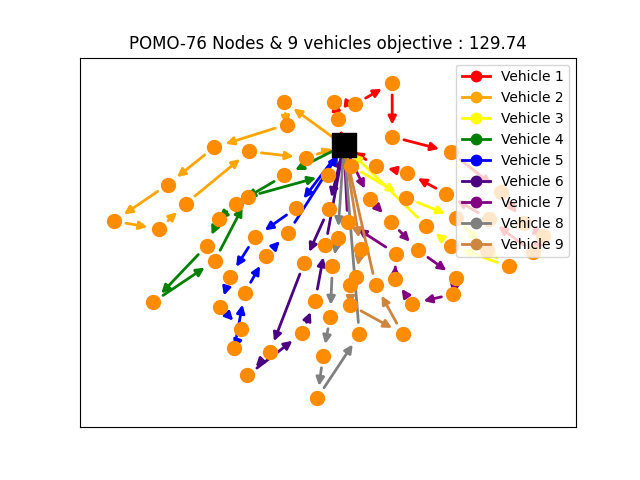 POMO-76 Nodes & 9 vehicles objective : 129.74
Vehicle 1
Vehicle 2
Vehicle 3
Vehicle 4
Vehicle 5
Vehicle 6
Vehicle 7
Vehicle 8
Vehicle 9